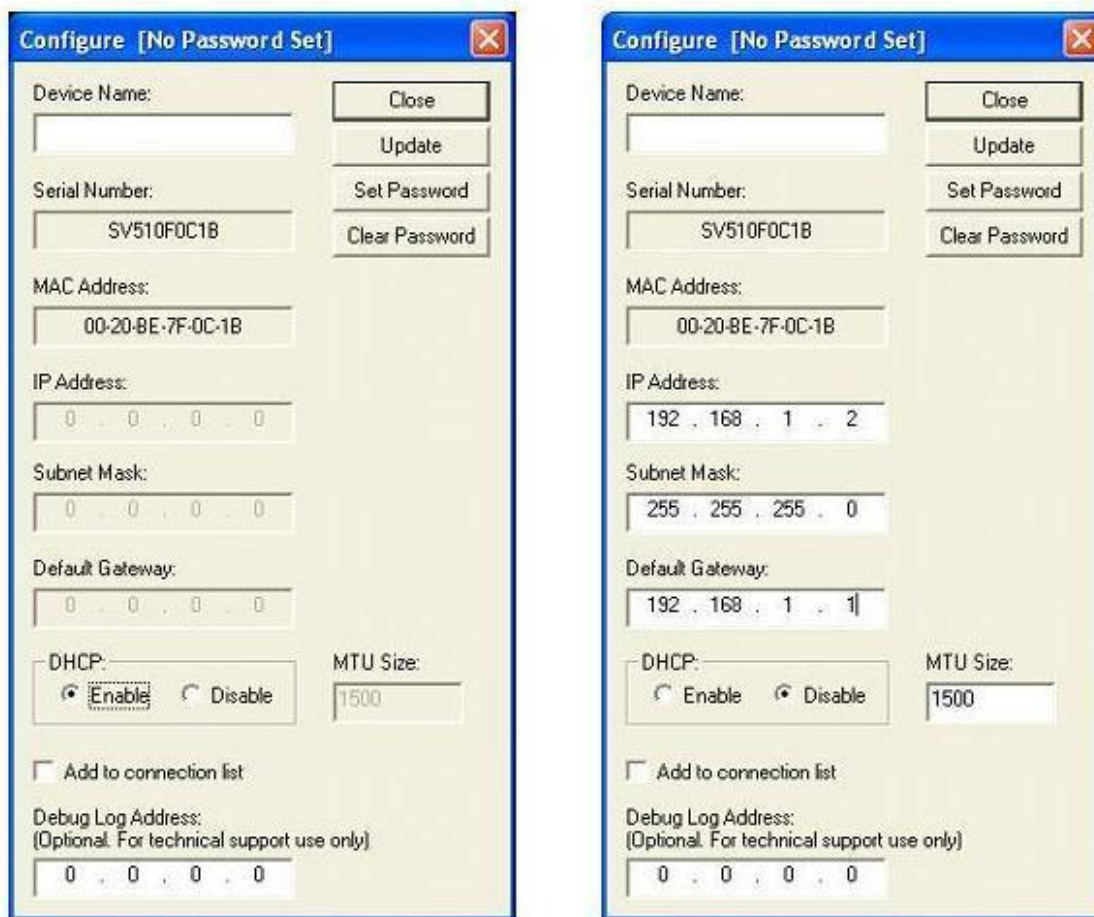 Configure [No Password Set]
Device Name:
Close
Update
Serial Number:
Set Password
SV510F0C1B
Clear Password
MAC Address:
00-20-BE-7F-0C-1B
IP Address:
0 . 0 . 0 . 0
Subnet Mask:
0 . 0 . 0 . 0
Default Gateway:
0 . 0 . 0 . 0
DHCP:
MTU Size:
Enable Disable
1500
Add to connection list
Debug Log Address:
(Optional. For technical support use only)
0 . 0 . 0 . 0
Configure [No Password Set]
Device Name:
Close
Update
Serial Number:
Set Password
SV510F0C1B
Clear Password
MAC Address:
00-20-BE-7F-0C-1B
IP Address:
192 . 168 . 1 . 2
Subnet Mask:
255 . 255 . 255 . 0
Default Gateway:
192 . 168 . 1 . 1
DHCP:
MTU Size:
Enable Disable
1500
Add to connection list
Debug Log Address:
(Optional. For technical support use only)
0 . 0 . 0 . 0